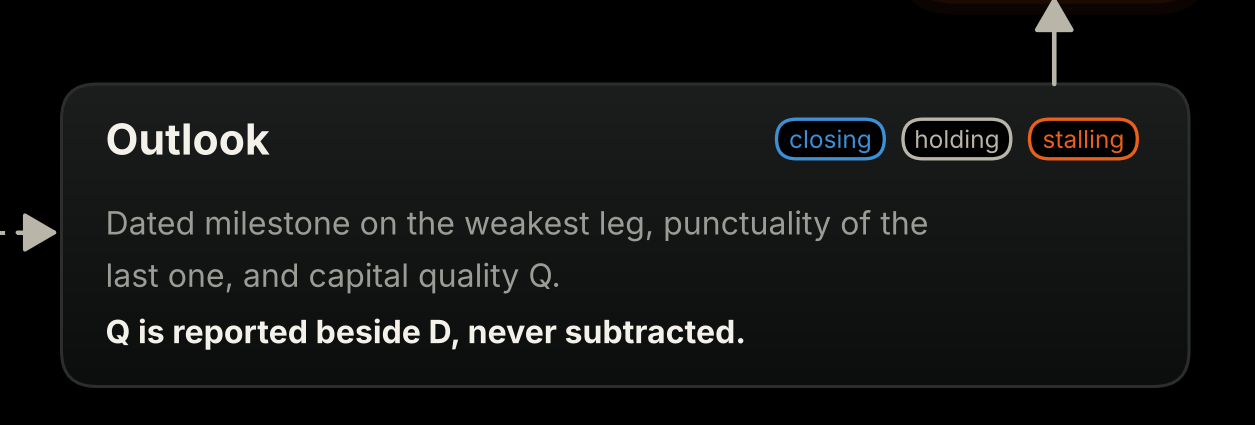 Outlook
closing holding stalling
Dated milestone on the weakest leg, punctuality of the
last one, and capital quality Q.
Q is reported beside D, never subtracted.